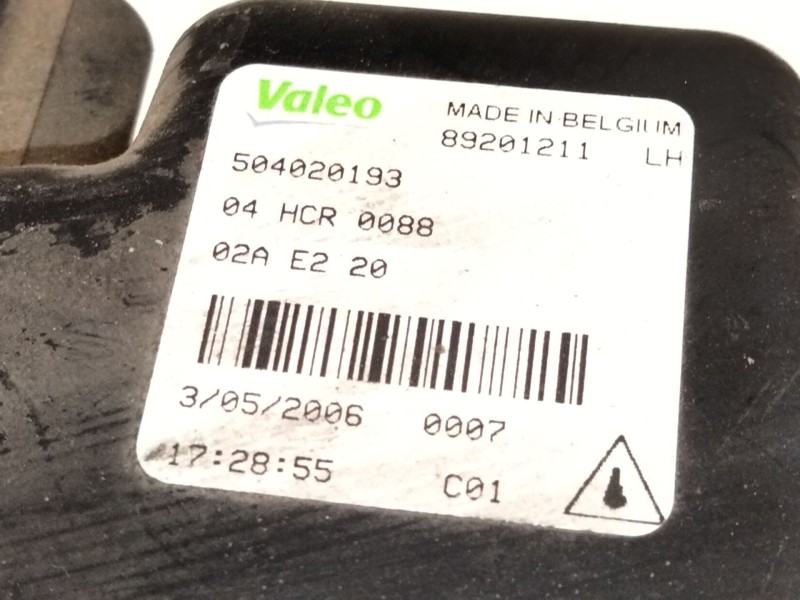 Valeo
MADE IN BELGIUM
89201211 LH
504020193
04 HCR 0088
02A E2 20
3/05/2006 0007
17:28:55 C01